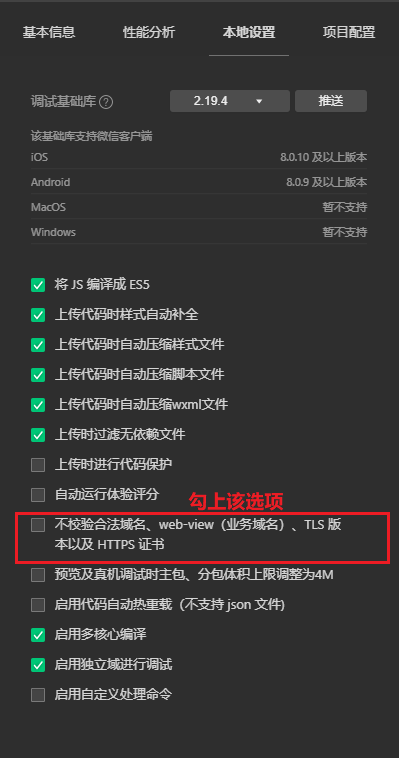 基本信息 性能分析 本地设置 项目配置
调试基础库 ? 2.19.4 推送
该基础库支持微信客户端
iOS 8.0.10 及以上版本
Android 8.0.9 及以上版本
MacOS 暂不支持
Windows 暂不支持
将 JS 编译成 ES5
上传代码时样式自动补全
上传代码时自动压缩样式文件
上传代码时自动压缩脚本文件
上传代码时自动压缩wxml文件
上传时过滤无依赖文件
上传时进行代码保护
自动运行体验评分
勾上该选项
不校验合法域名、web-view（业务域名）、TLS 版
本以及 HTTPS 证书
预览及真机调试时主包、分包体积上限调整为4M
启用代码自动热重载（不支持 json 文件)
启用多核心编译
启用独立域进行调试
启用自定义处理命令